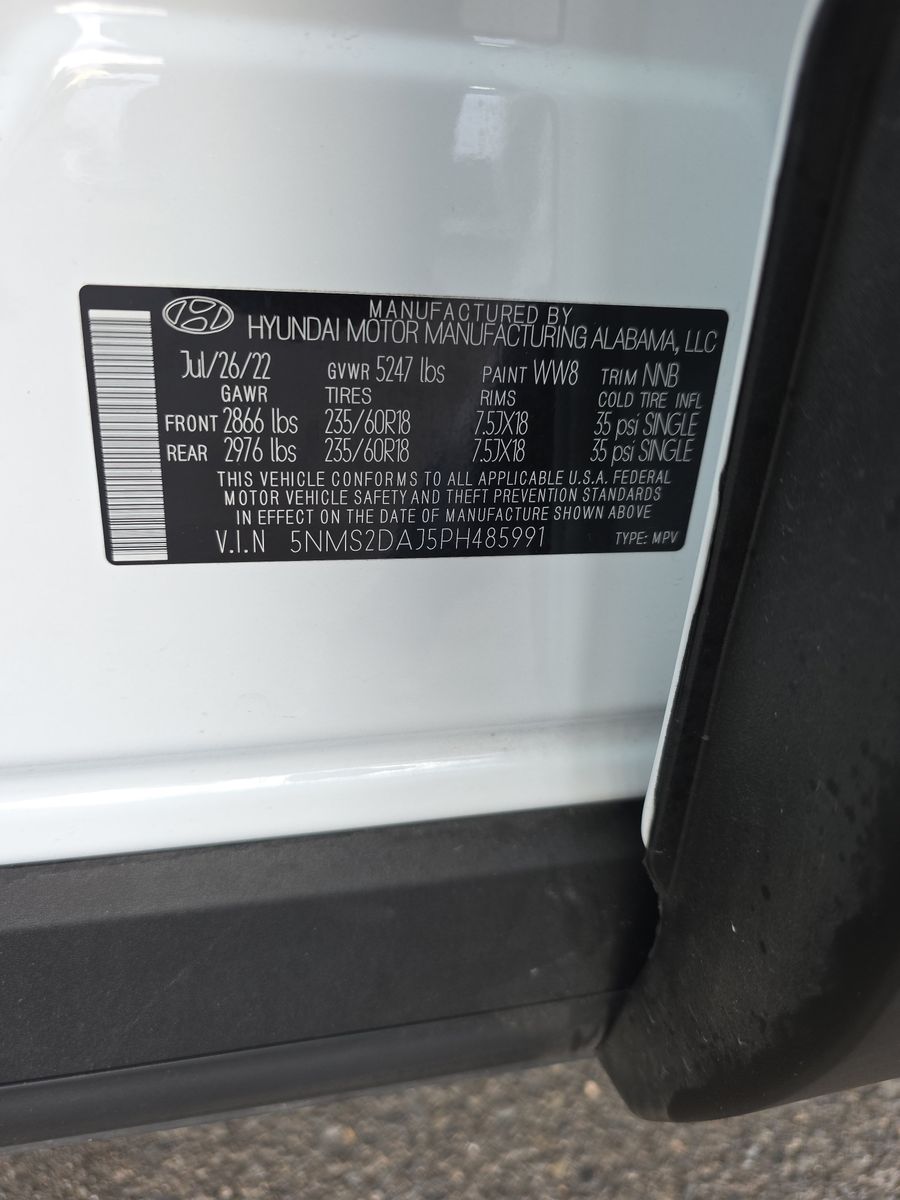 MANUFACTURED BY
HYUNDAI MOTOR MANUFACTURING ALABAMA, LLC
Jul/26/22 GVWR 5247 lbs PAINT WW8 TRIM NNB
GAWR TIRES RIMS COLD TIRE INFL
FRONT 2866 lbs 235/60R18 7.5JX18 35 psi SINGLE
REAR 2976 lbs 235/60R18 7.5JX18 35 psi SINGLE
THIS VEHICLE CONFORMS TO ALL APPLICABLE U.S.A. FEDERAL
MOTOR VEHICLE SAFETY AND THEFT PREVENTION STANDARDS
IN EFFECT ON THE DATE OF MANUFACTURE SHOWN ABOVE
V.I.N 5NMS2DAJ5PH485991 TYPE: MPV